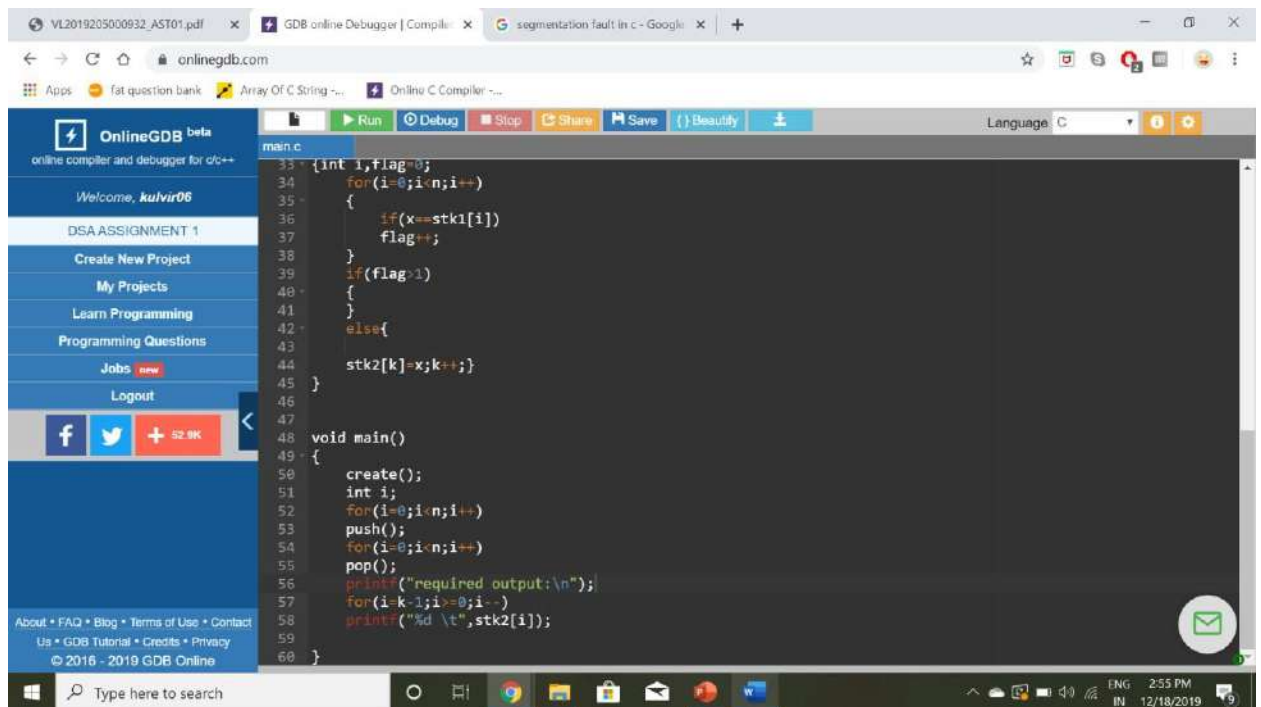 VL2019205000932_AST01.pdf
GDB online Debugger | Compiler
segmentation fault in c - Google
onlinegdb.com
Apps
fat question bank
Array Of C String -...
Online C Compiler -...
OnlineGDB beta
online compiler and debugger for c/c++
Welcome, kulvir06
DSA ASSIGNMENT 1
Create New Project
My Projects
Learn Programming
Programming Questions
Jobs new
Logout
52.9K
About • FAQ • Blog • Terms of Use • Contact
Us • GDB Tutorial • Credits • Privacy
© 2016 - 2019 GDB Online
Run Debug Stop Share Save {} Beautify
Language C
main.c
33 {int i,flag=0;
34 for(i=0;i<n;i++)
35 {
36 if(x==stk1[i])
37 flag++;
38 }
39 if(flag>1)
40 {
41 }
42 else{
43
44 stk2[k]=x;k++;}
45 }
46
47
48 void main()
49 {
50 create();
51 int i;
52 for(i=0;i<n;i++)
53 push();
54 for(i=0;i<n;i++)
55 pop();
56 printf("required output:\n");
57 for(i=k-1;i>=0;i--)
58 printf("%d \t",stk2[i]);
59
60 }
Type here to search
ENG
IN
2:55 PM
12/18/2019